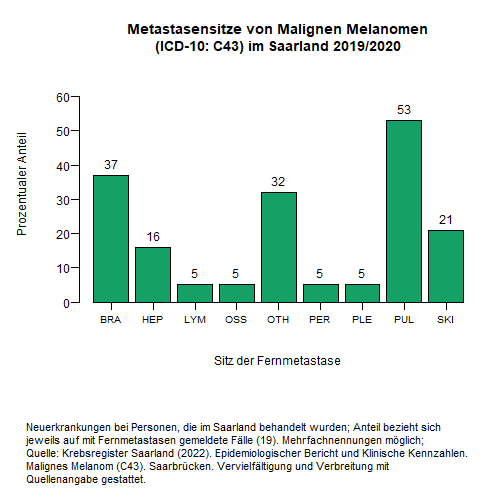 Metastasensitze von Malignen Melanomen
(ICD-10: C43) im Saarland 2019/2020
Prozentualer Anteil
60
50
40
30
20
10
0
37
16
5
5
32
5
5
53
21
BRA
HEP
LYM
OSS
OTH
PER
PLE
PUL
SKI
Sitz der Fernmetastase
Neuerkrankungen bei Personen, die im Saarland behandelt wurden; Anteil bezieht sich
jeweils auf mit Fernmetastasen gemeldete Fälle (19). Mehrfachnennungen möglich;
Quelle: Krebsregister Saarland (2022). Epidemiologischer Bericht und Klinische Kennzahlen.
Malignes Melanom (C43). Saarbrücken. Vervielfältigung und Verbreitung mit
Quellenangabe gestattet.